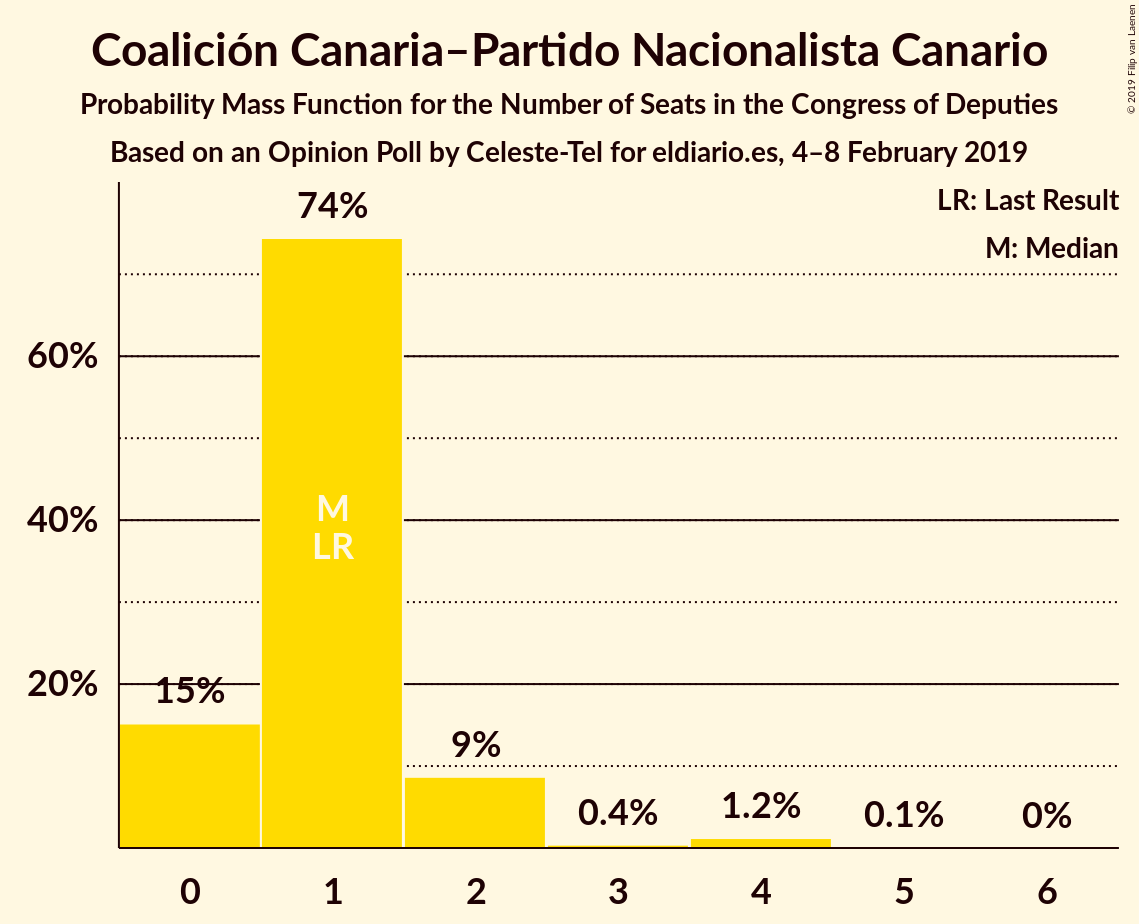 Coalición Canaria–Partido Nacionalista Canario
Probability Mass Function for the Number of Seats in the Congress of Deputies
Based on an Opinion Poll by Celeste-Tel for eldiario.es, 4–8 February 2019
© 2019 Filip van Laenen
LR: Last Result
M: Median
74%
60%
40%
20%
M
LR
15%
9%
0.4%
1.2%
0.1%
0%
0 1 2 3 4 5 6